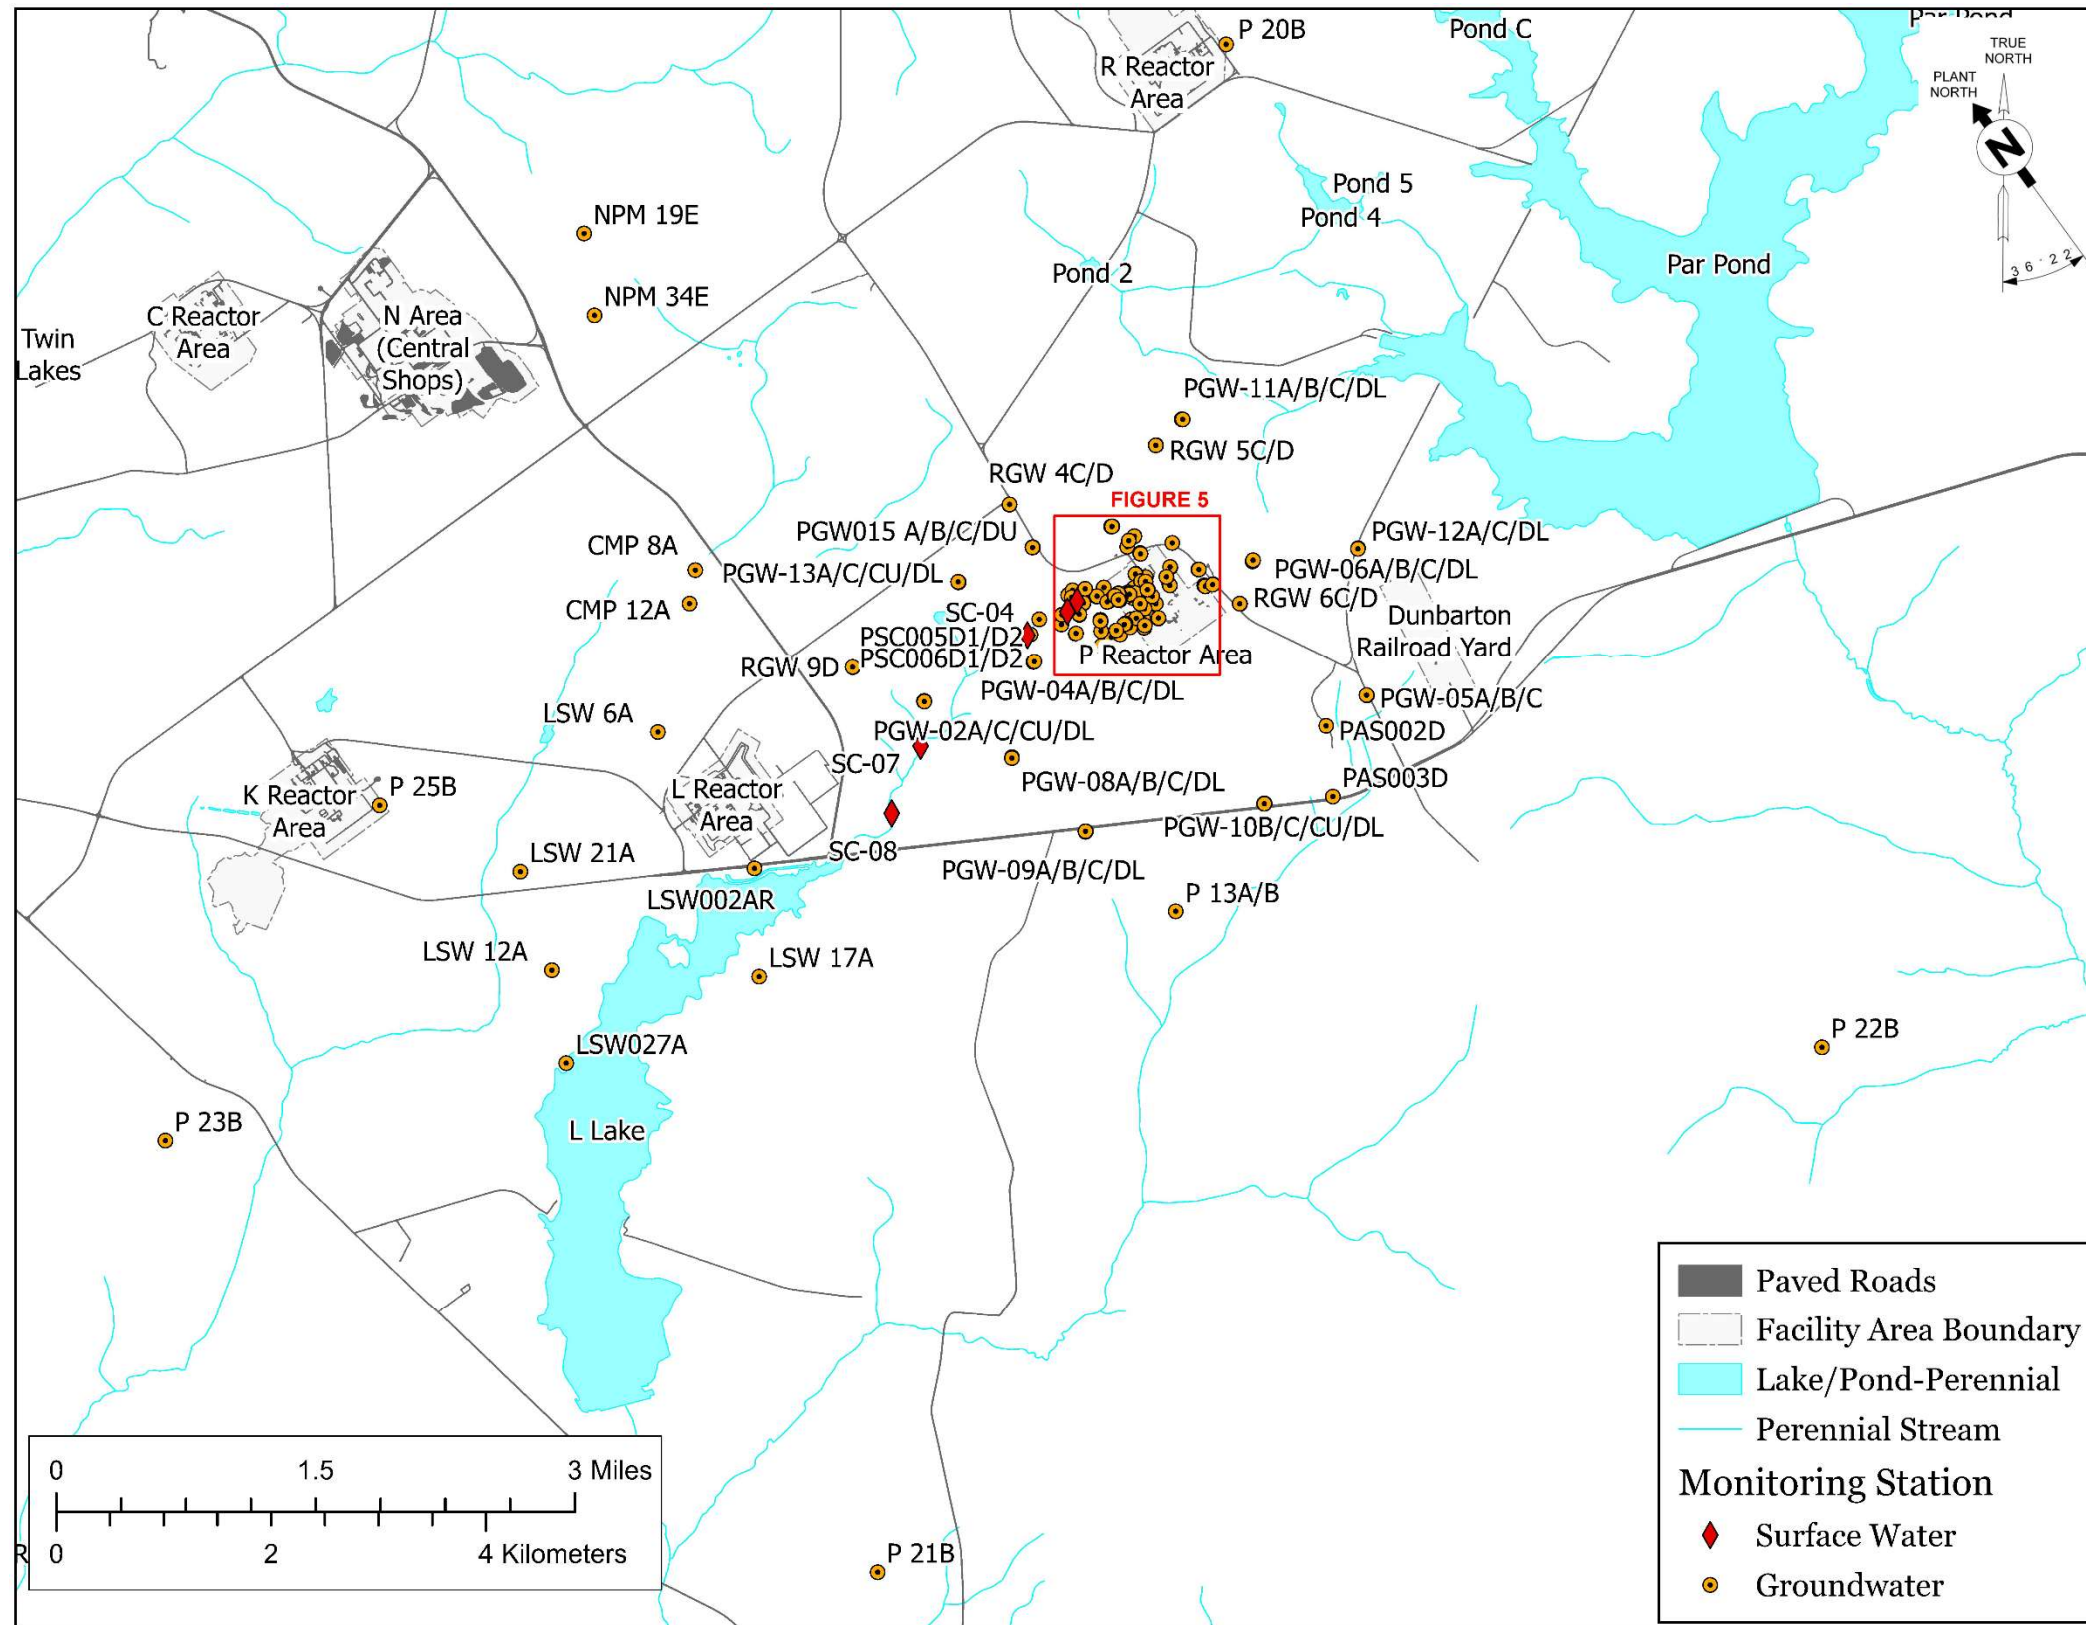 Pond C
Par Pond
P 20B
R Reactor
Area
TRUE
NORTH
PLANT
NORTH
N
36°22'
Pond 5
Pond 4
NPM 19E
Pond 2
Par Pond
NPM 34E
C Reactor
Area
N Area
(Central
Shops)
Twin
Lakes
PGW-11A/B/C/DL
RGW 5C/D
RGW 4C/D
FIGURE 5
PGW015 A/B/C/DU
PGW-12A/C/DL
CMP 8A
PGW-13A/C/CU/DL
PGW-06A/B/C/DL
CMP 12A
SC-04
RGW 6C/D
Dunbarton
Railroad Yard
PSC005D1/D2
PSC006D1/D2
P Reactor Area
RGW 9D
PGW-04A/B/C/DL
PGW-05A/B/C
LSW 6A
PGW-02A/C/CU/DL
PAS002D
SC-07
PGW-08A/B/C/DL
PAS003D
K Reactor
Area
P 25B
L Reactor
Area
PGW-10B/C/CU/DL
LSW 21A
SC-08
PGW-09A/B/C/DL
LSW002AR
P 13A/B
LSW 12A
LSW 17A
P 22B
LSW027A
P 23B
L Lake
Paved Roads
Facility Area Boundary
Lake/Pond-Perennial
Perennial Stream
Monitoring Station
Surface Water
Groundwater
0 1.5 3 Miles
R
0 2 4 Kilometers
P 21B